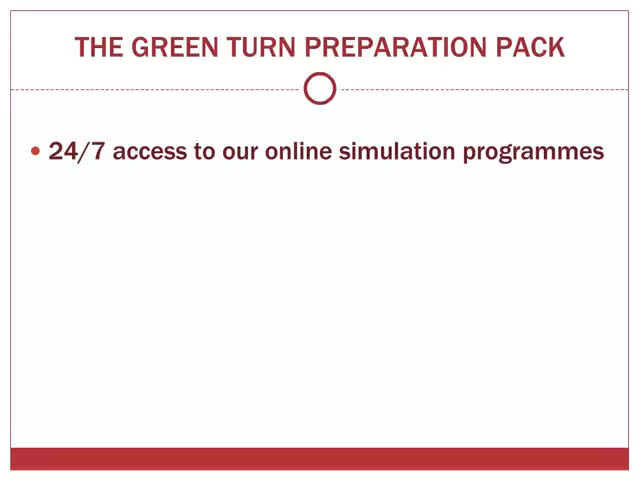 THE GREEN TURN PREPARATION PACK
24/7 access to our online simulation programmes